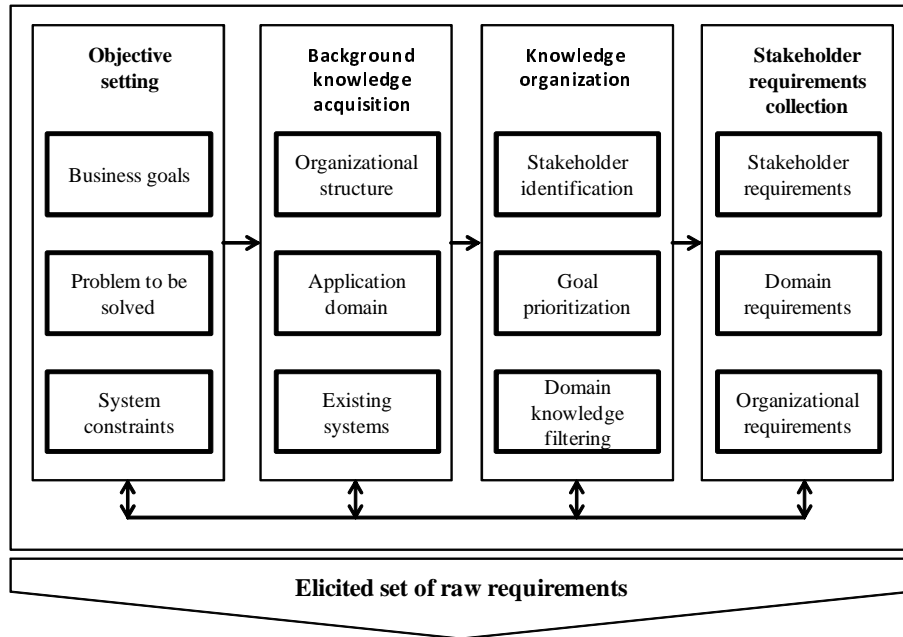 Objective
setting
Business goals
Problem to be
solved
System
constraints
Background
knowledge
acquisition
Organizational
structure
Application
domain
Existing
systems
Knowledge
organization
Stakeholder
identification
Goal
prioritization
Domain
knowledge
filtering
Stakeholder
requirements
collection
Stakeholder
requirements
Domain
requirements
Organizational
requirements
Elicited set of raw requirements